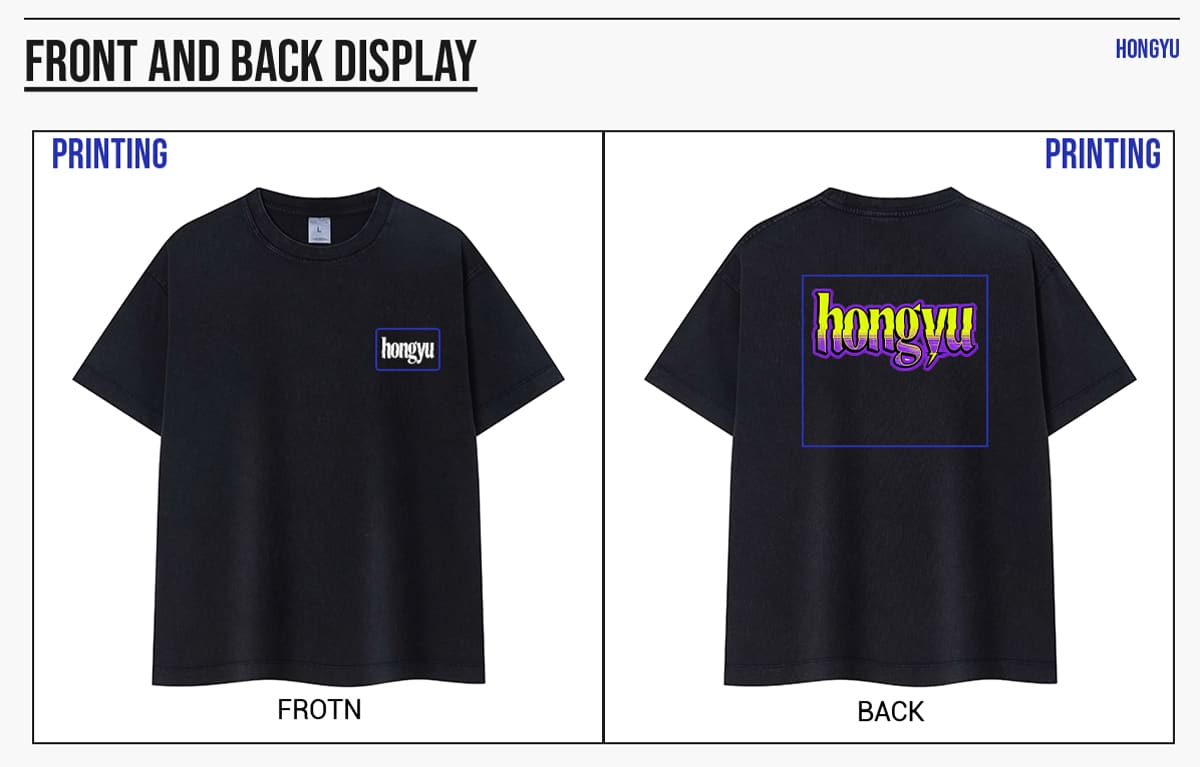 FRONT AND BACK DISPLAY
HONGYU
PRINTING
PRINTING
L
hongyu
hongyu
FROTN
BACK